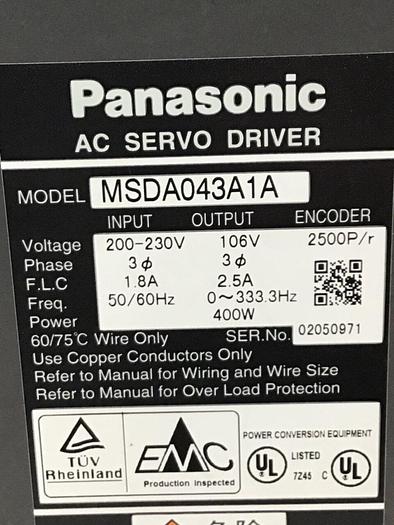 Panasonic
AC SERVO DRIVER
MODEL MSDA043A1A
INPUT OUTPUT ENCODER
Voltage 200-230V 106V 2500P/r
Phase 3ϕ 3ϕ
F.L.C 1.8A 2.5A
Freq. 50/60Hz 0～333.3Hz
Power 400W
60/75℃ Wire Only SER.No. 02050971
Use Copper Conductors Only
Refer to Manual for Wiring and Wire Size
Refer to Manual for Over Load Protection
TÜV
Rheinland
EMC
Production Inspected
POWER CONVERSION EQUIPMENT
UL LISTED
7Z45 C UL
危険